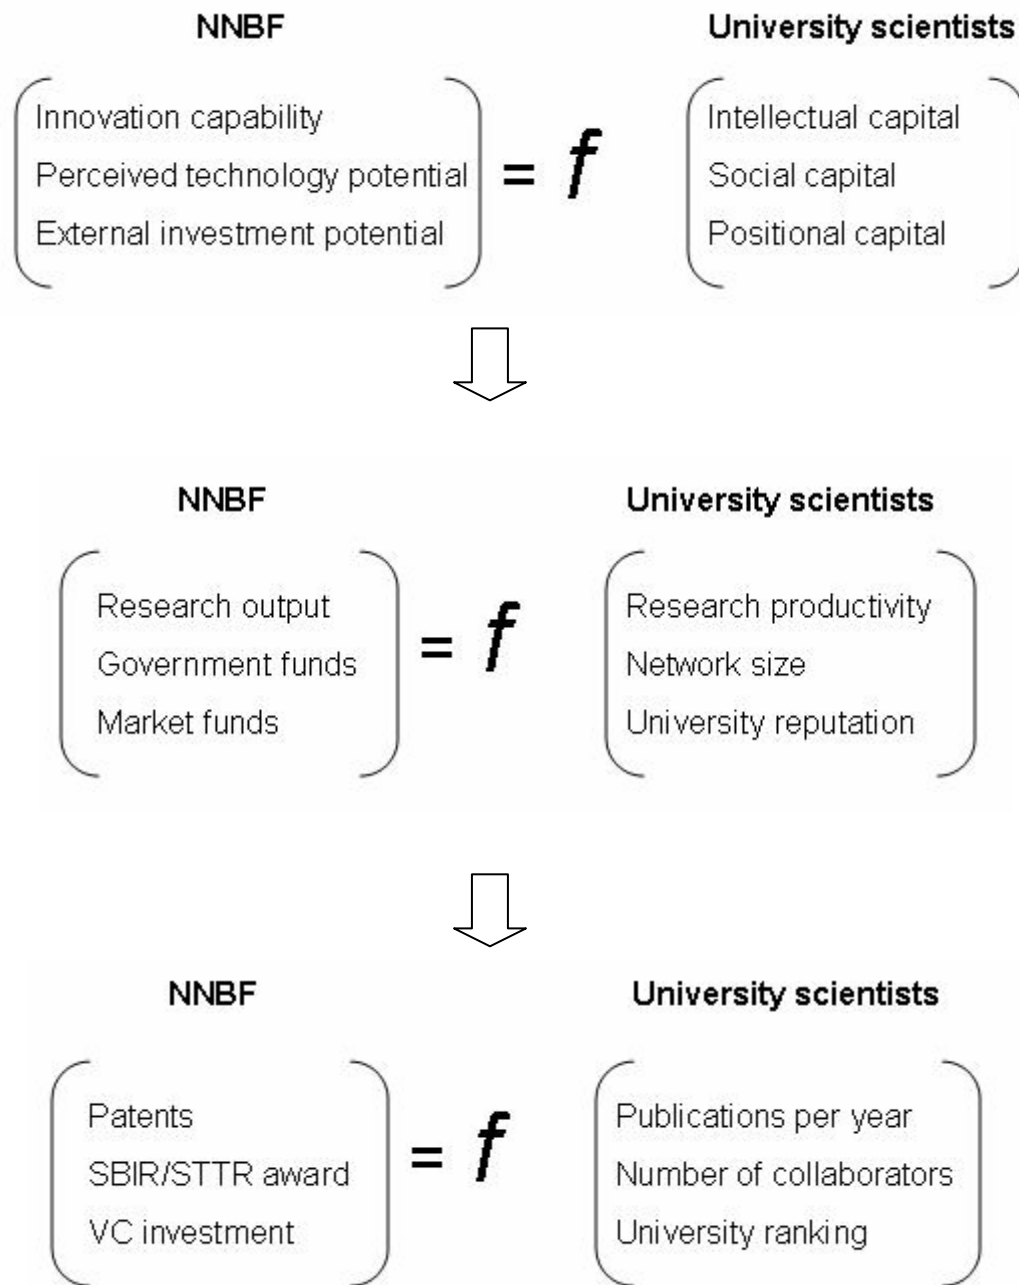 NNBF University scientists
Innovation capability Intellectual capital
Perceived technology potential = f Social capital
External investment potential Positional capital
NNBF University scientists
Research output Research productivity
Government funds = f Network size
Market funds University reputation
NNBF University scientists
Patents Publications per year
SBIR/STTR award = f Number of collaborators
VC investment University ranking